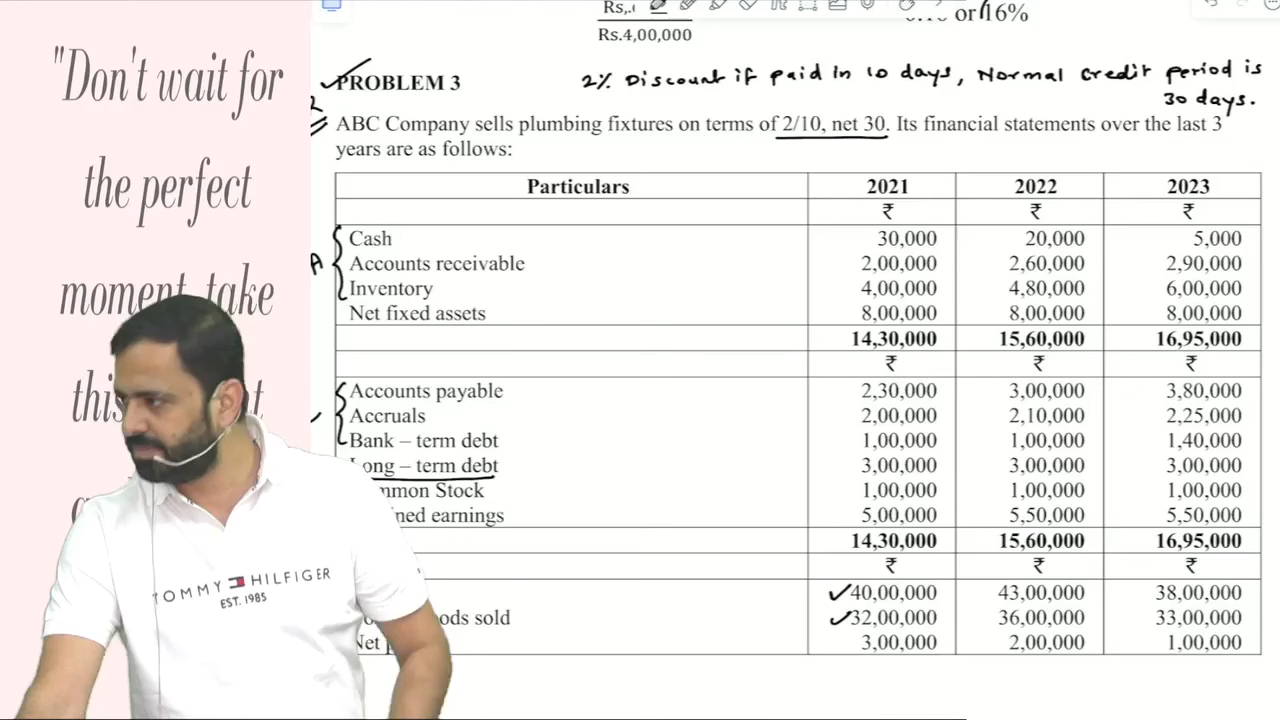 "Don't wait for
the perfect
moment, take
this
Rs.
Rs.4,00,000
or 16%
PROBLEM 3
2% Discount if paid in 10 days, Normal credit period is
30 days.
ABC Company sells plumbing fixtures on terms of 2/10, net 30. Its financial statements over the last 3
years are as follows:
Particulars 2021 2022 2023
₹ ₹ ₹
Cash 30,000 20,000 5,000
A
Accounts receivable 2,00,000 2,60,000 2,90,000
Inventory 4,00,000 4,80,000 6,00,000
Net fixed assets 8,00,000 8,00,000 8,00,000
14,30,000 15,60,000 16,95,000
₹ ₹ ₹
Accounts payable 2,30,000 3,00,000 3,80,000
Accruals 2,00,000 2,10,000 2,25,000
Bank – term debt 1,00,000 1,00,000 1,40,000
Long – term debt 3,00,000 3,00,000 3,00,000
mmon Stock 1,00,000 1,00,000 1,00,000
ined earnings 5,00,000 5,50,000 5,50,000
14,30,000 15,60,000 16,95,000
₹ ₹ ₹
40,00,000 43,00,000 38,00,000
ods sold 32,00,000 36,00,000 33,00,000
Net 3,00,000 2,00,000 1,00,000
TOMMY HILFIGER
EST. 1985